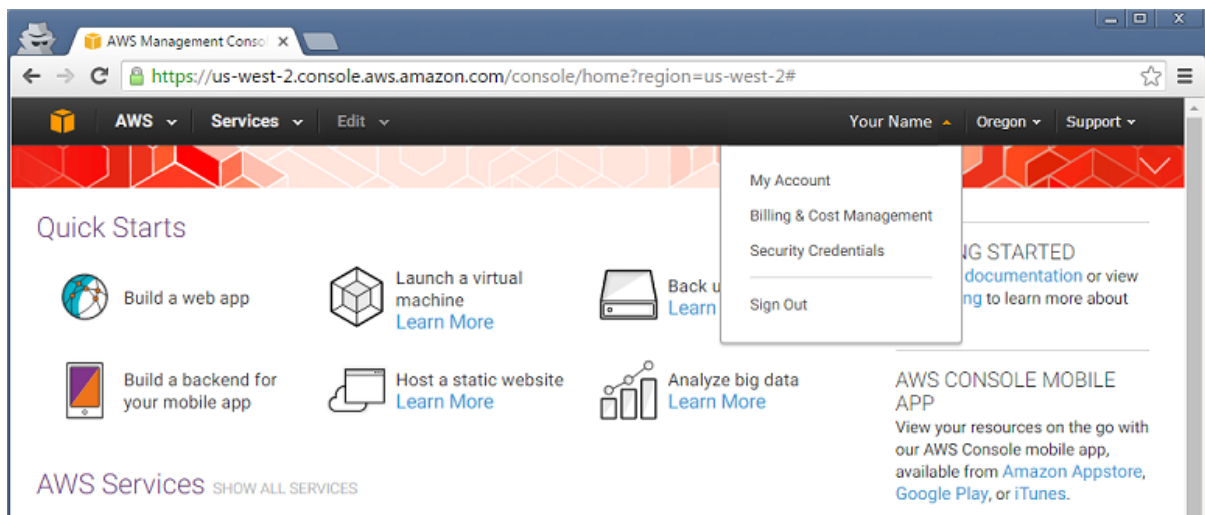 AWS Management Consol
https://us-west-2.console.aws.amazon.com/console/home?region=us-west-2#
AWS Services Edit Your Name Oregon Support
My Account
Billing & Cost Management
Security Credentials
Sign Out
Quick Starts
Build a web app
Launch a virtual
machine
Learn More
Back u
Learn
Build a backend for
your mobile app
Host a static website
Learn More
Analyze big data
Learn More
G STARTED
documentation or view
ng to learn more about
AWS CONSOLE MOBILE
APP
View your resources on the go with
our AWS Console mobile app,
available from Amazon Appstore,
Google Play, or iTunes.
AWS Services SHOW ALL SERVICES